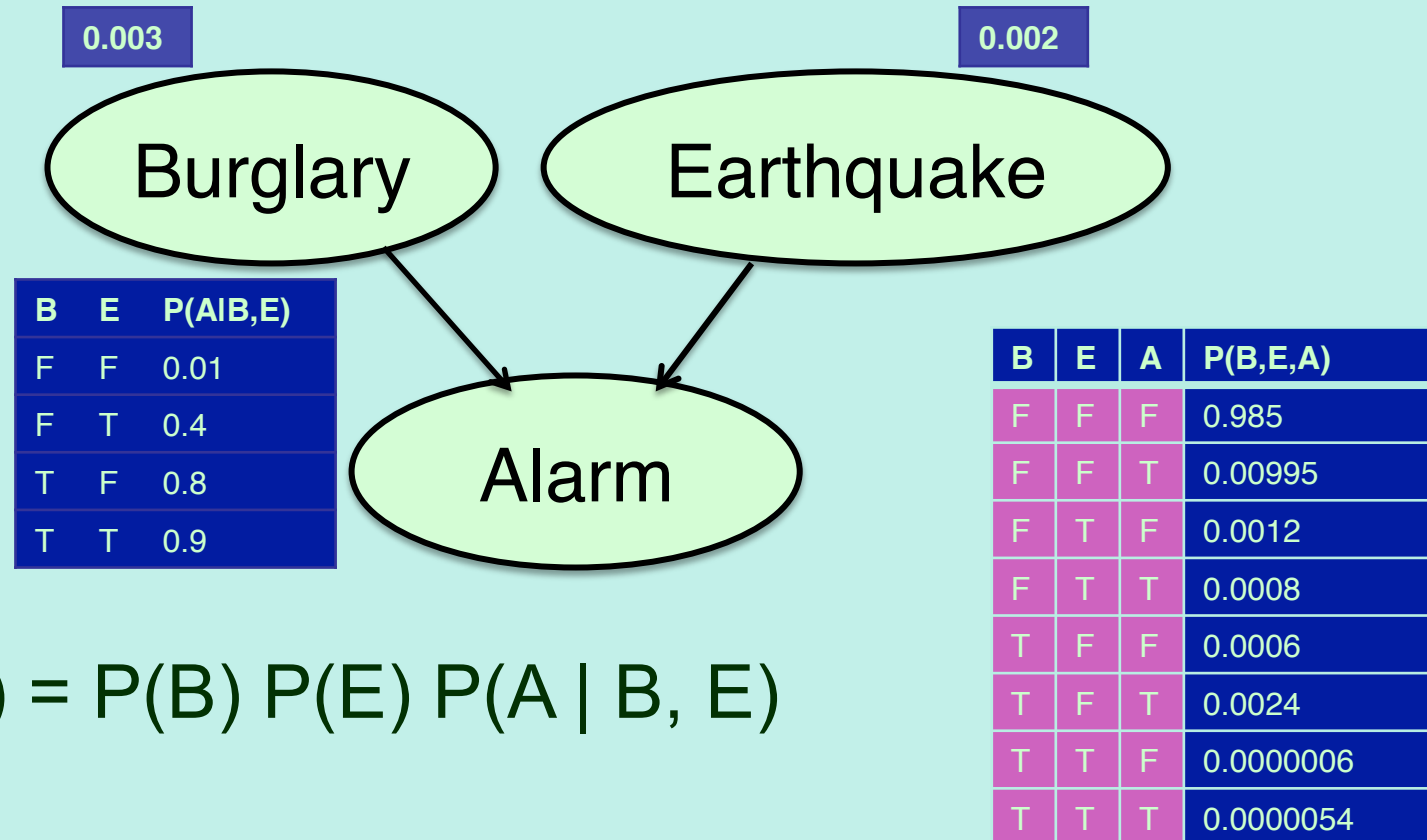 0.003
0.002
Burglary
Earthquake
B E P(A|B,E)
F F 0.01
F T 0.4
T F 0.8
T T 0.9
Alarm
B E A P(B,E,A)
F F F 0.985
F F T 0.00995
F T F 0.0012
F T T 0.0008
T F F 0.0006
T F T 0.0024
T T F 0.0000006
T T T 0.0000054
) = P(B) P(E) P(A | B, E)